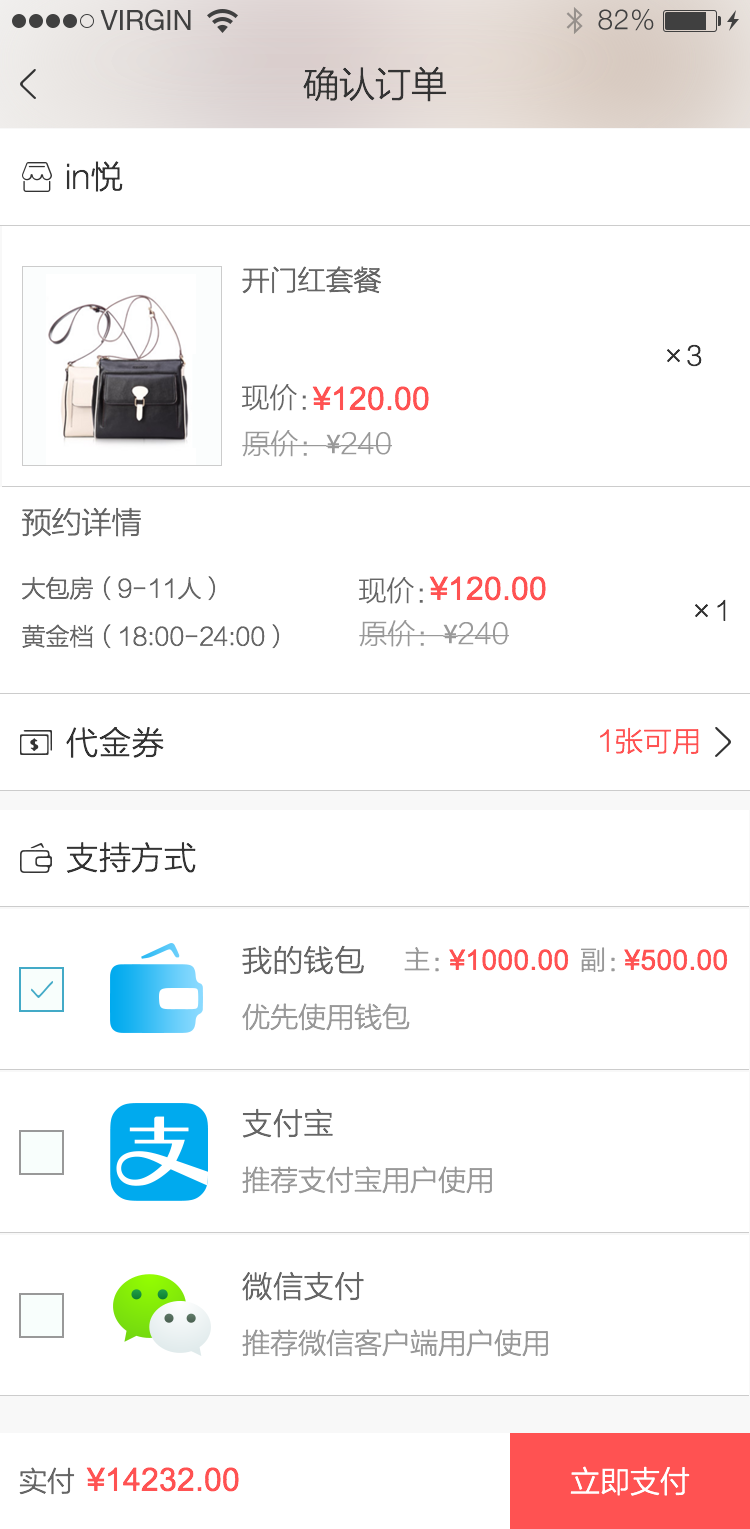 VIRGIN 82%
确认订单
in悦
开门红套餐
×3
现价:¥120.00
原价：¥240
预约详情
大包房（9-11人）
现价:¥120.00
×1
黄金档（18:00-24:00）
原价：¥240
代金券 1张可用
支持方式
我的钱包 主:¥1000.00 副:¥500.00
优先使用钱包
支
支付宝
推荐支付宝用户使用
微信支付
推荐微信客户端用户使用
实付 ¥14232.00 立即支付